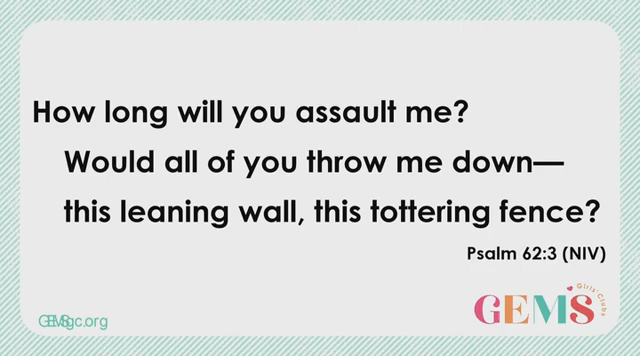 How long will you assault me?
Would all of you throw me down—
this leaning wall, this tottering fence?
Psalm 62:3 (NIV)
GEMS Girls' Clubs
GEMSgc.org